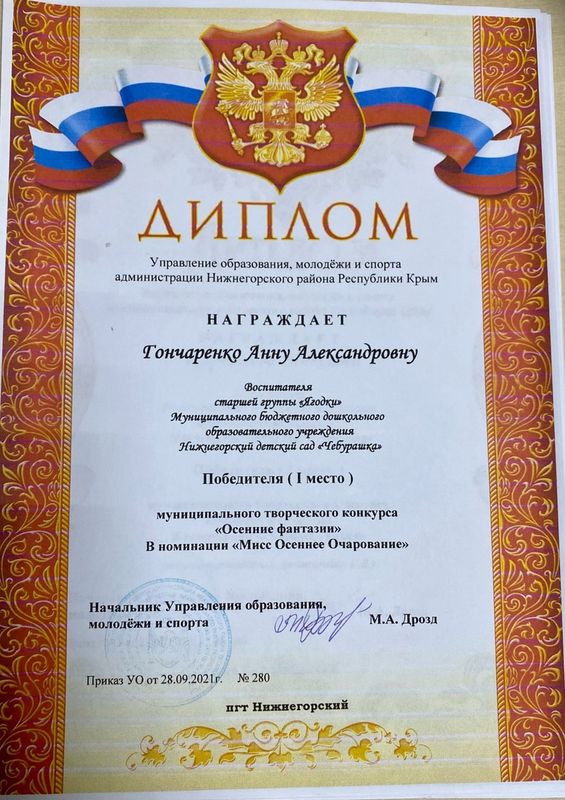 ДИПЛОМ
Управление образования, молодёжи и спорта
администрации Нижнегорского района Республики Крым
НАГРАЖДАЕТ
Гончаренко Анну Александровну
Воспитателя
старшей группы «Ягодки»
Муниципального бюджетного дошкольного
образовательного учреждения
Нижнегорский детский сад «Чебурашка»
Победителя ( I место )
муниципального творческого конкурса
«Осенние фантазии»
В номинации «Мисс Осеннее Очарование»
Начальник Управления образования,
молодёжи и спорта
М.А. Дрозд
Приказ УО от 28.09.2021г. № 280
пгт Нижнегорский